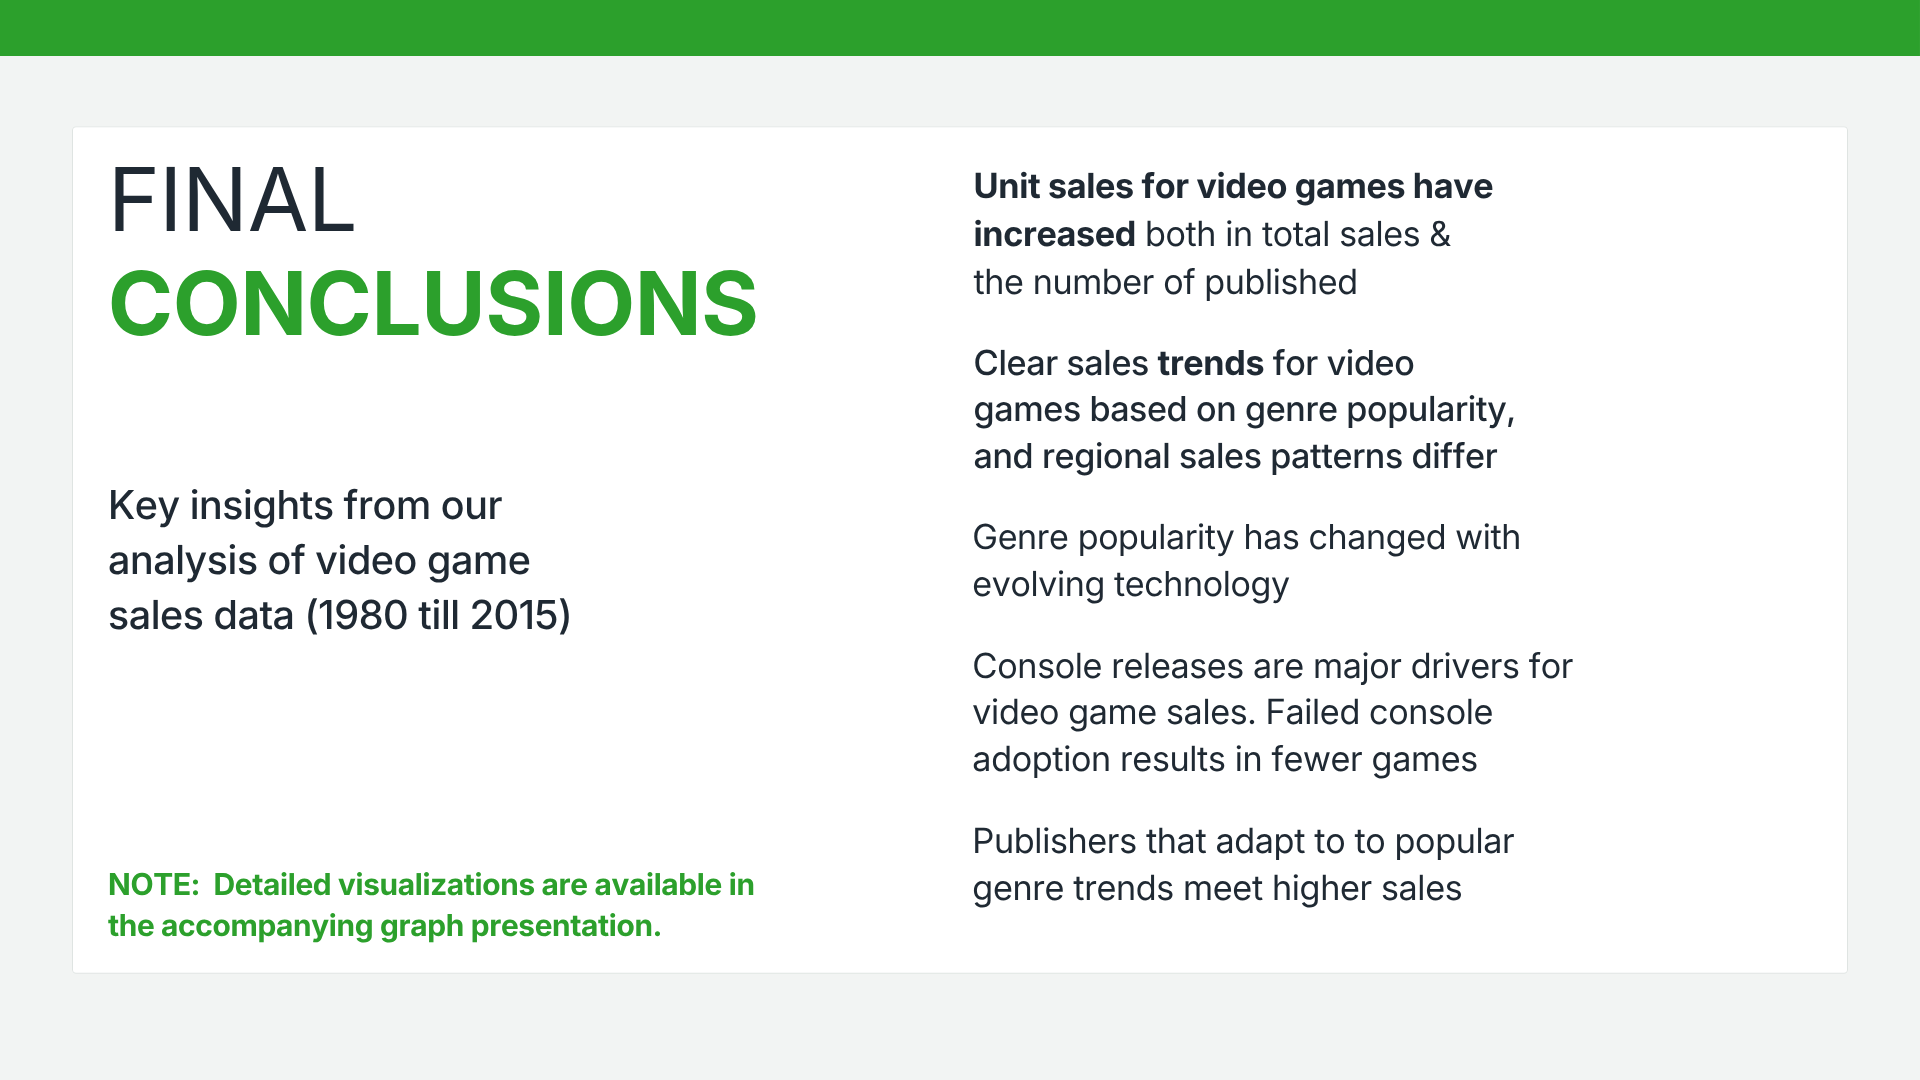 FINAL
CONCLUSIONS
Key insights from our
analysis of video game
sales data (1980 till 2015)
NOTE:  Detailed visualizations are available in
the accompanying graph presentation.
Unit sales for video games have
increased both in total sales &
the number of published
Clear sales trends for video
games based on genre popularity,
and regional sales patterns differ
Genre popularity has changed with
evolving technology
Console releases are major drivers for
video game sales. Failed console
adoption results in fewer games
Publishers that adapt to to popular
genre trends meet higher sales